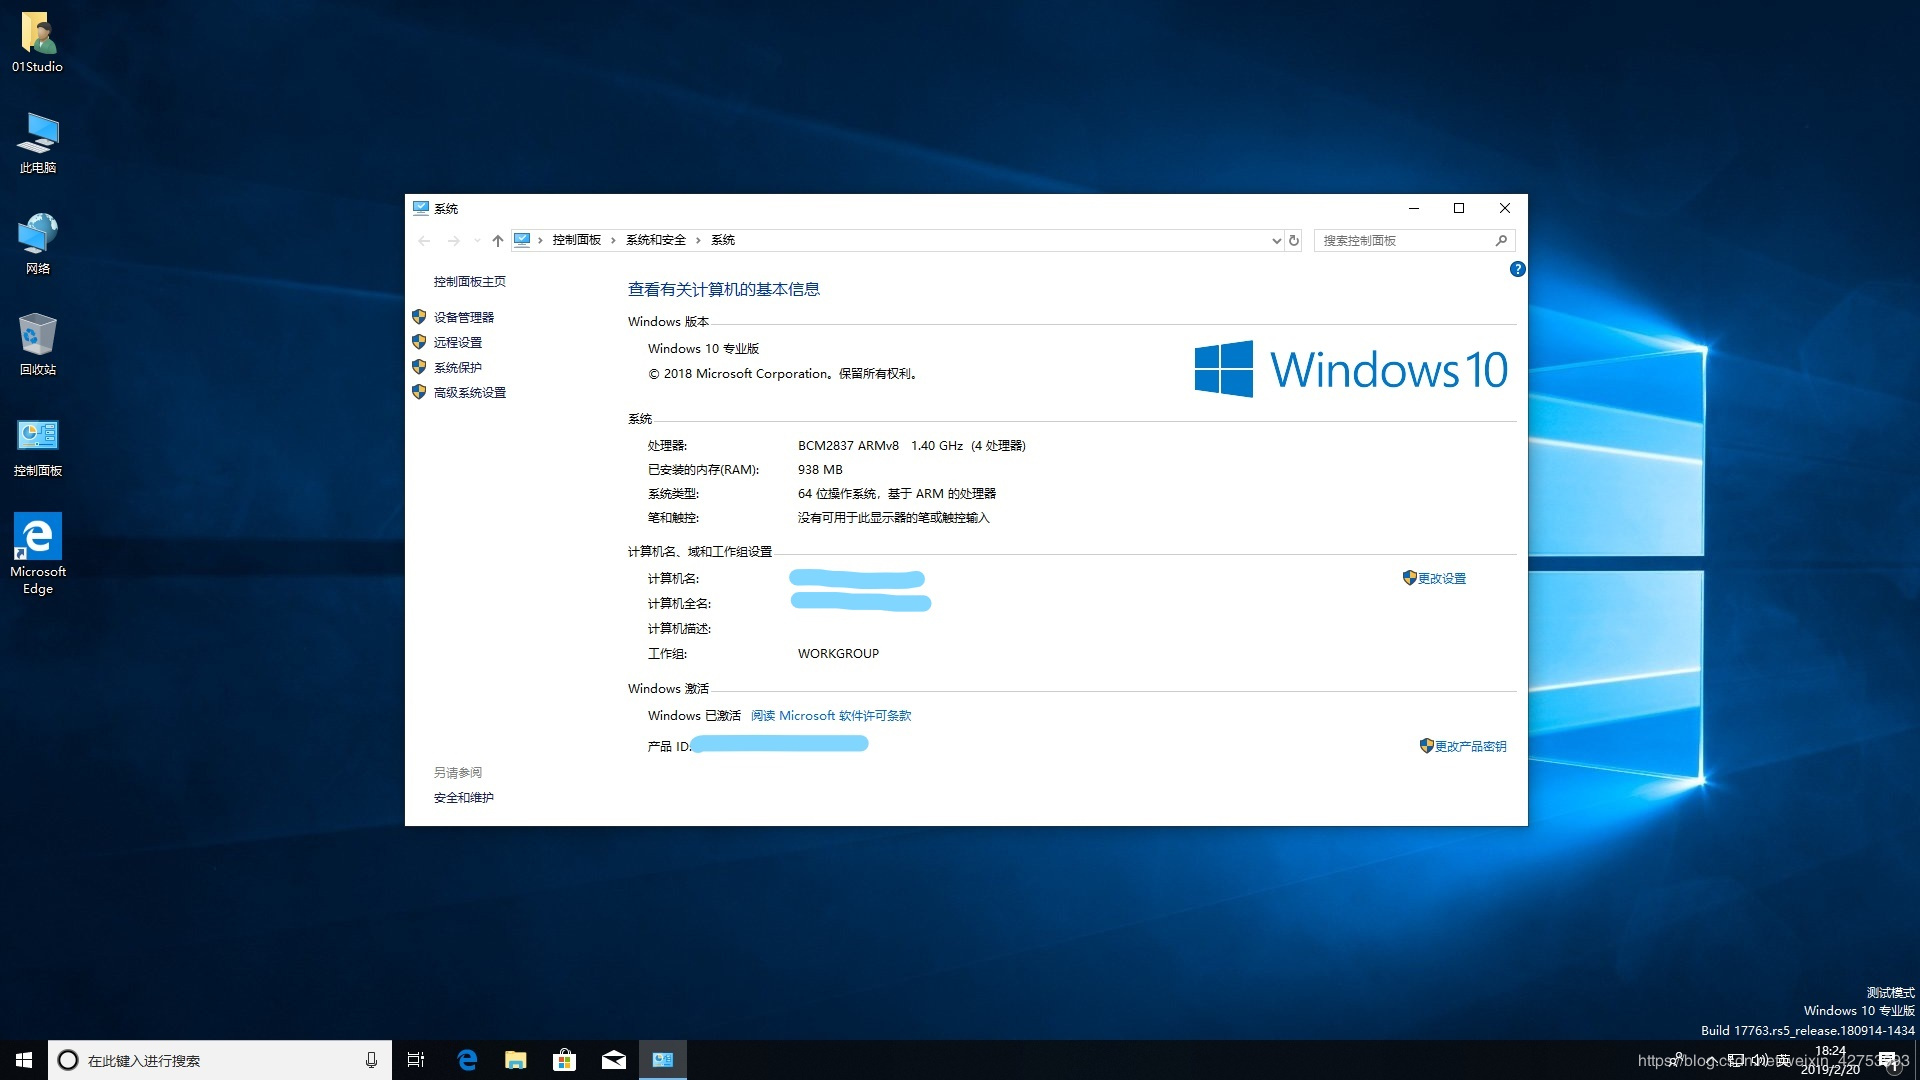 01Studio
此电脑
网络
回收站
控制面板
Microsoft
Edge
系统
控制面板 › 系统和安全 › 系统
搜索控制面板
控制面板主页
设备管理器
远程设置
系统保护
高级系统设置
另请参阅
安全和维护
查看有关计算机的基本信息
Windows 版本
Windows 10 专业版
© 2018 Microsoft Corporation。保留所有权利。
Windows 10
系统
处理器: BCM2837 ARMv8 1.40 GHz (4 处理器)
已安装的内存(RAM): 938 MB
系统类型: 64 位操作系统，基于 ARM 的处理器
笔和触控: 没有可用于此显示器的笔或触控输入
计算机名、域和工作组设置
计算机名: 更改设置
计算机全名:
计算机描述:
工作组: WORKGROUP
Windows 激活
Windows 已激活 阅读 Microsoft 软件许可条款
产品 ID: 更改产品密钥
测试模式
Windows 10 专业版
Build 17763.rs5_release.180914-1434
在此键入进行搜索
英
18:24
2019/2/20
1